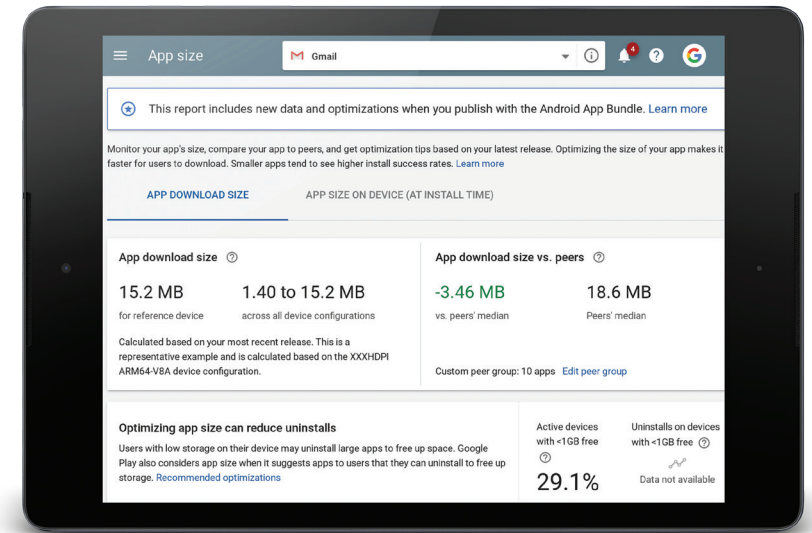 App size
Gmail
4
This report includes new data and optimizations when you publish with the Android App Bundle. Learn more
Monitor your app's size, compare your app to peers, and get optimization tips based on your latest release. Optimizing the size of your app makes it
faster for users to download. Smaller apps tend to see higher install success rates. Learn more
APP DOWNLOAD SIZE
APP SIZE ON DEVICE (AT INSTALL TIME)
App download size
15.2 MB
1.40 to 15.2 MB
for reference device
across all device configurations
Calculated based on your most recent release. This is a
representative example and is calculated based on the XXXHDPI
ARM64-V8A device configuration.
App download size vs. peers
-3.46 MB
18.6 MB
vs. peers' median
Peers' median
Custom peer group: 10 apps Edit peer group
Optimizing app size can reduce uninstalls
Users with low storage on their device may uninstall large apps to free up space. Google
Play also considers app size when it suggests apps to users that they can uninstall to free up
storage. Recommended optimizations
Active devices
with <1GB free
29.1%
Uninstalls on devices
with <1GB free
Data not available